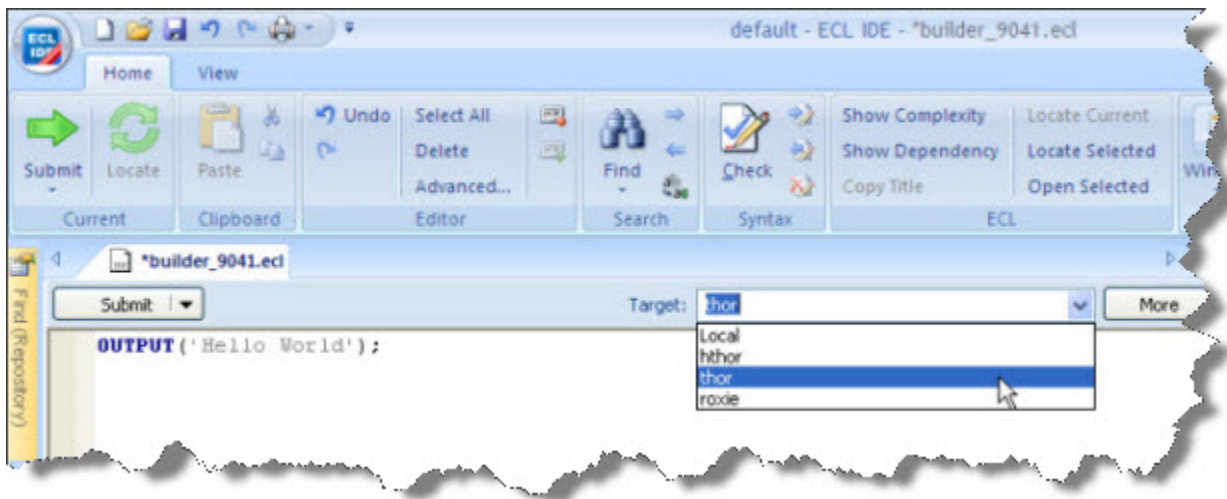 ECL
IDE
default - ECL IDE - *builder_9041.ecl
Home View
Submit Locate
Current
Paste
Clipboard
Undo
Select All
Delete
Advanced...
Editor
Find
Search
Check
Syntax
Show Complexity
Show Dependency
Copy Title
Locate Current
Locate Selected
Open Selected
ECL
*builder_9041.ecl
Find (Repository)
Submit Target: thor More
OUTPUT('Hello World');
Local
hthor
thor
roxie